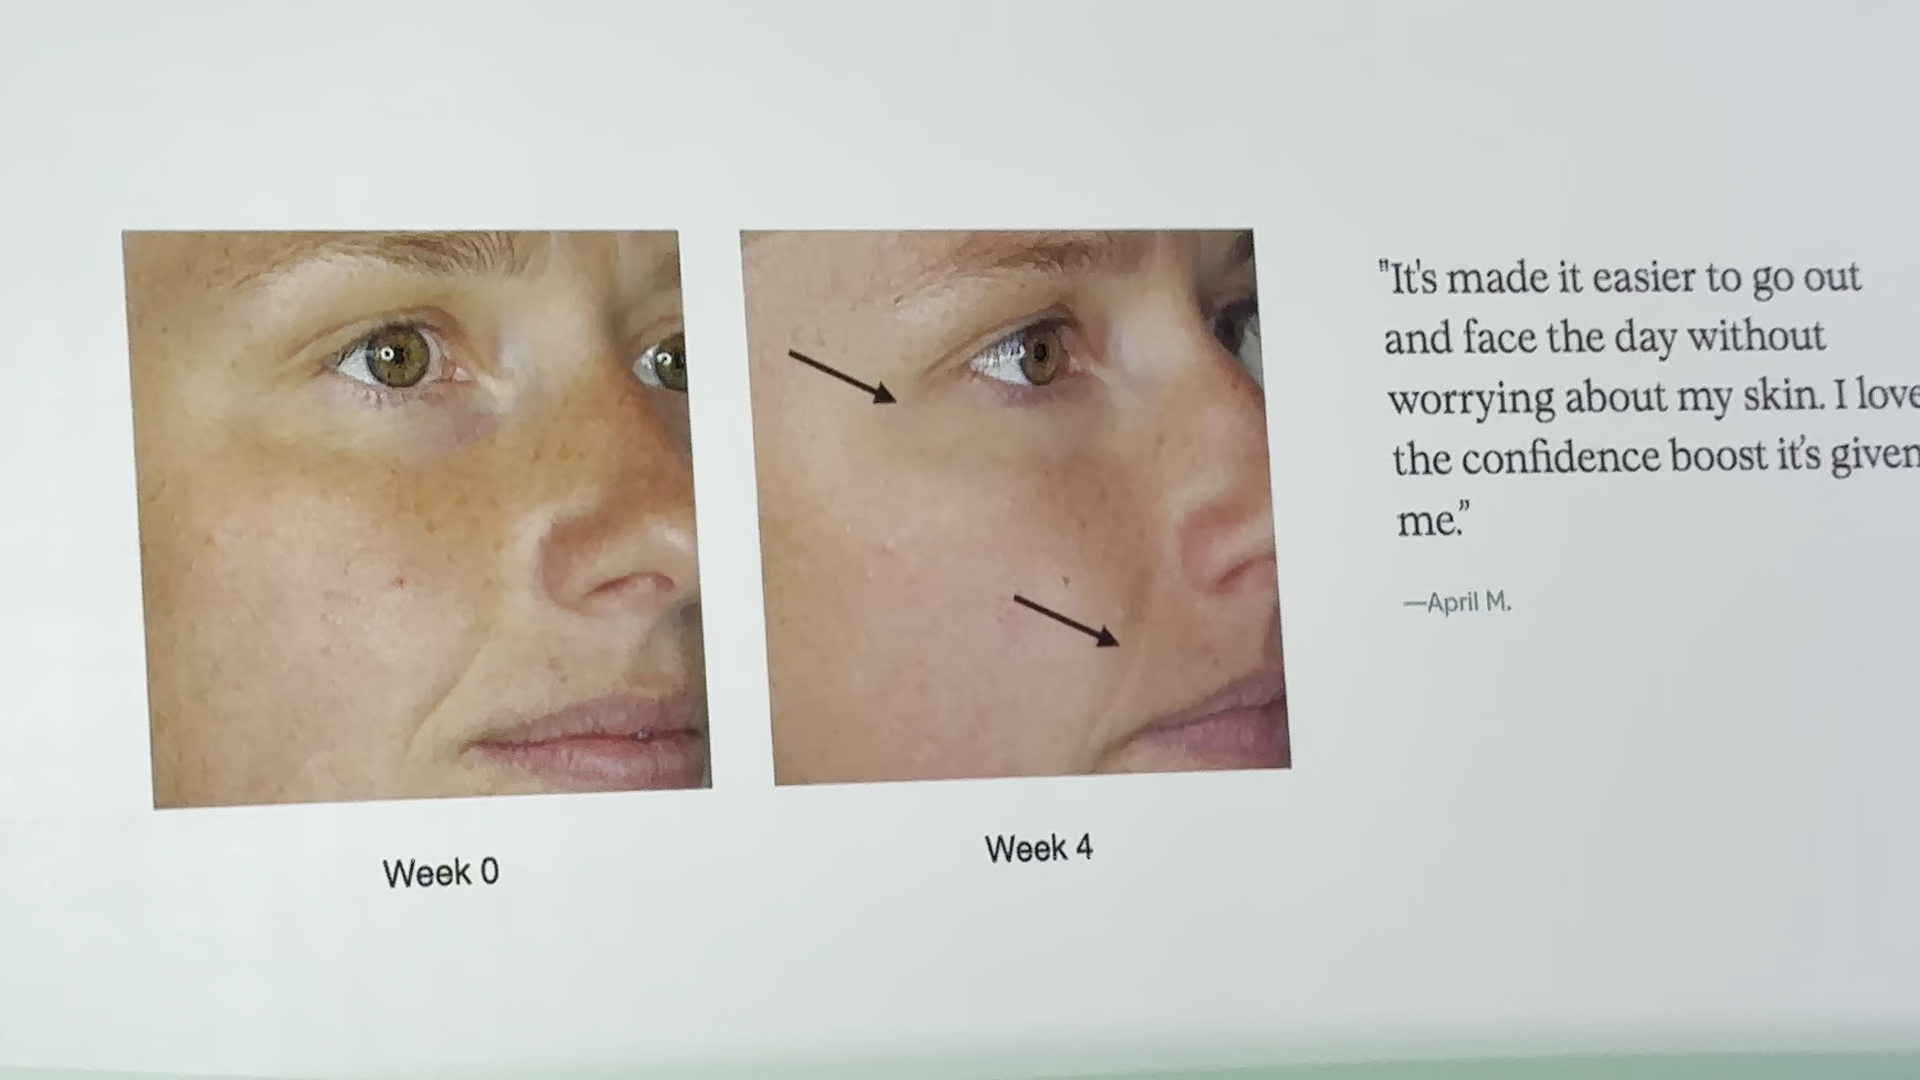 "It's made it easier to go out
and face the day without
worrying about my skin. I love
the confidence boost it's given
me."
—April M.
Week 0
Week 4